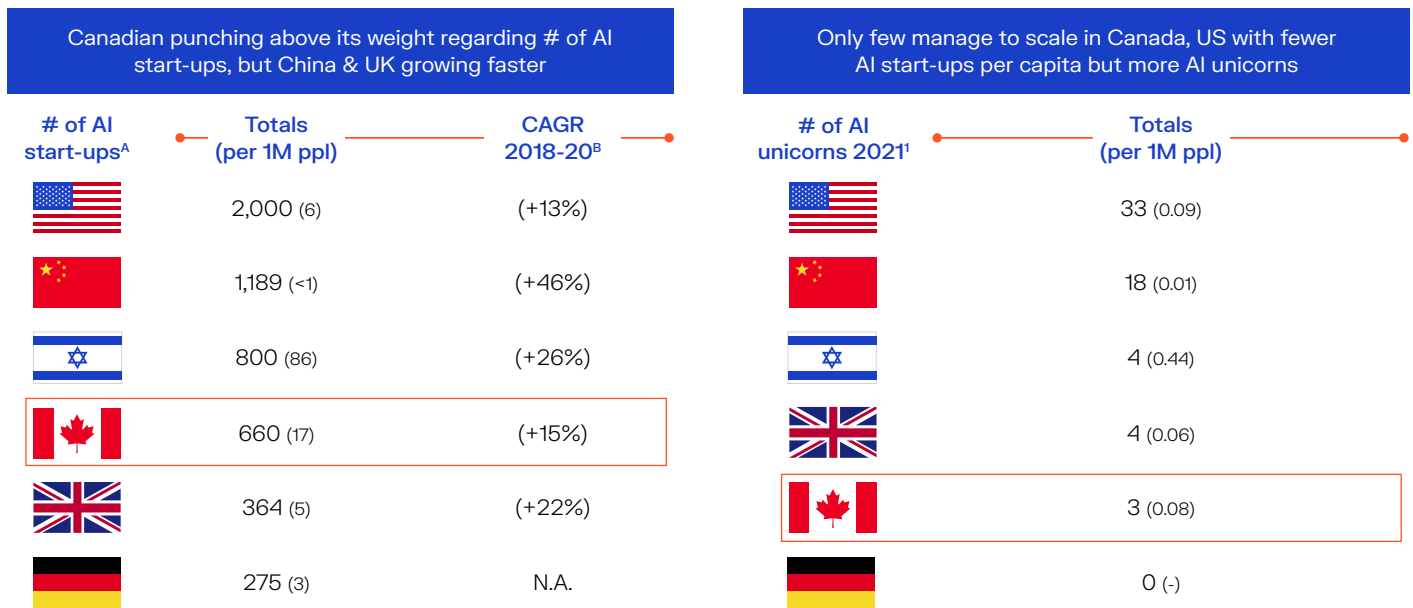 Canadian punching above its weight regarding # of AI
start-ups, but China & UK growing faster
# of AI
start-upsᴬ
Totals
(per 1M ppl)
CAGR
2018-20ᴮ
2,000 (6)
(+13%)
1,189 (<1)
(+46%)
800 (86)
(+26%)
660 (17)
(+15%)
364 (5)
(+22%)
275 (3)
N.A.
Only few manage to scale in Canada, US with fewer
AI start-ups per capita but more AI unicorns
# of AI
unicorns 2021¹
Totals
(per 1M ppl)
33 (0.09)
18 (0.01)
4 (0.44)
4 (0.06)
3 (0.08)
0 (-)